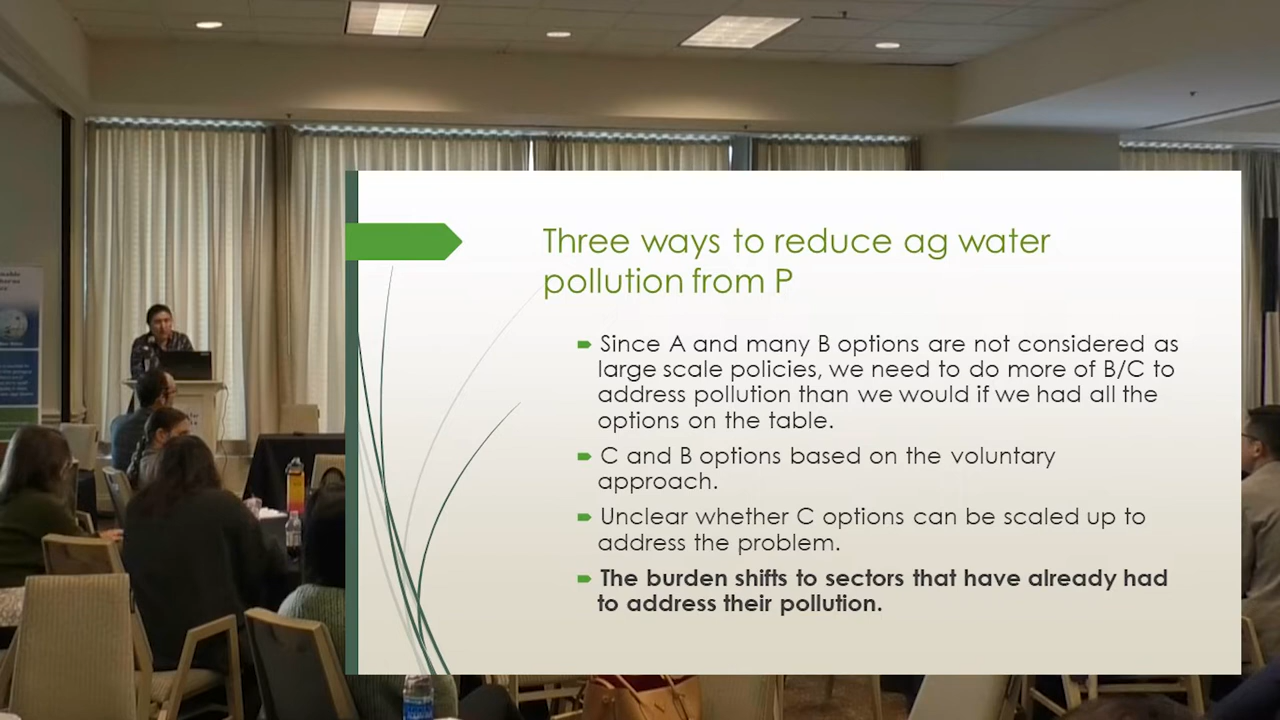 Three ways to reduce ag water
pollution from P
Since A and many B options are not considered as
large scale policies, we need to do more of B/C to
address pollution than we would if we had all the
options on the table.
C and B options based on the voluntary
approach.
Unclear whether C options can be scaled up to
address the problem.
The burden shifts to sectors that have already had
to address their pollution.